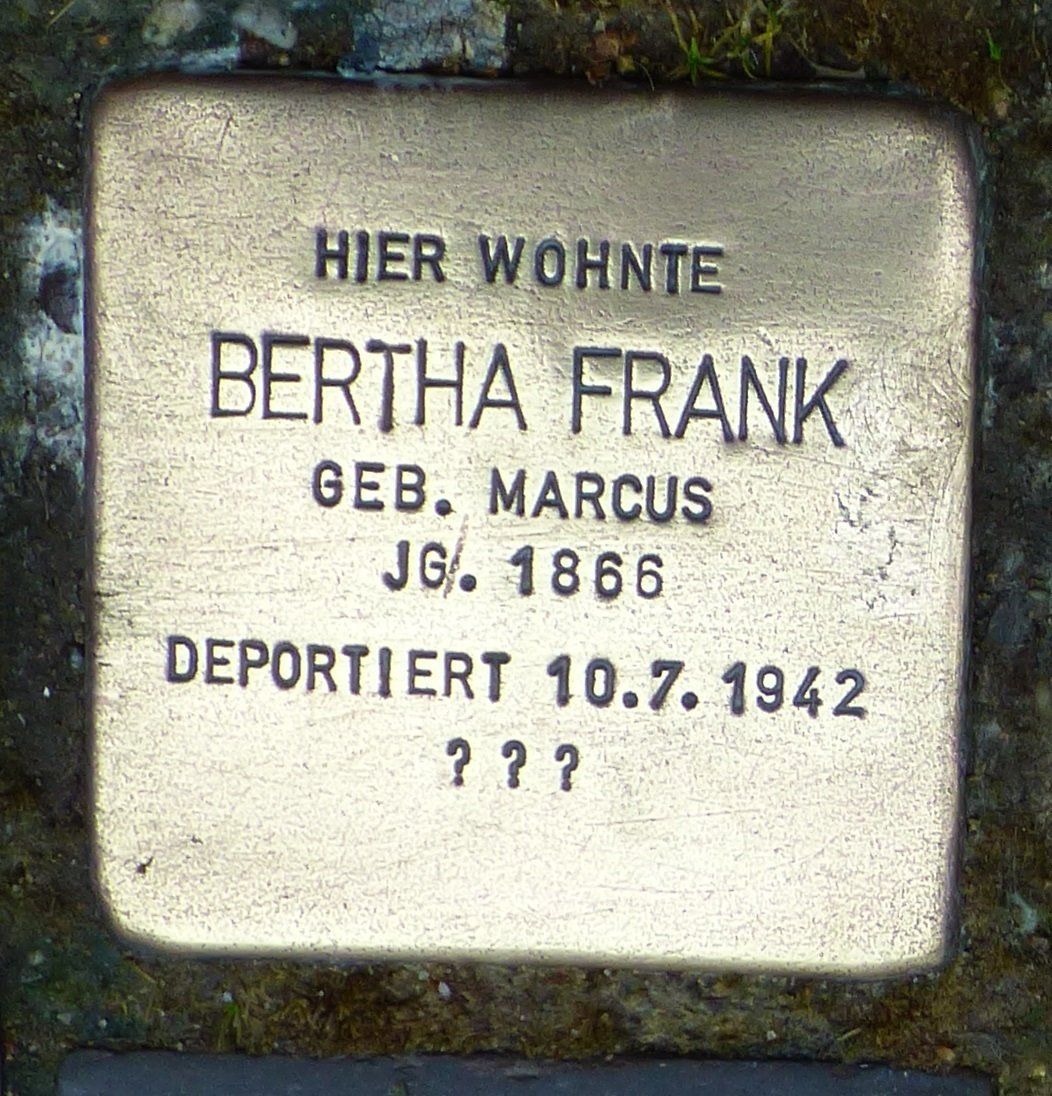 HIER WOHNTE
BERTHA FRANK
GEB. MARCUS
JG. 1866
DEPORTIERT 10.7.1942
? ? ?